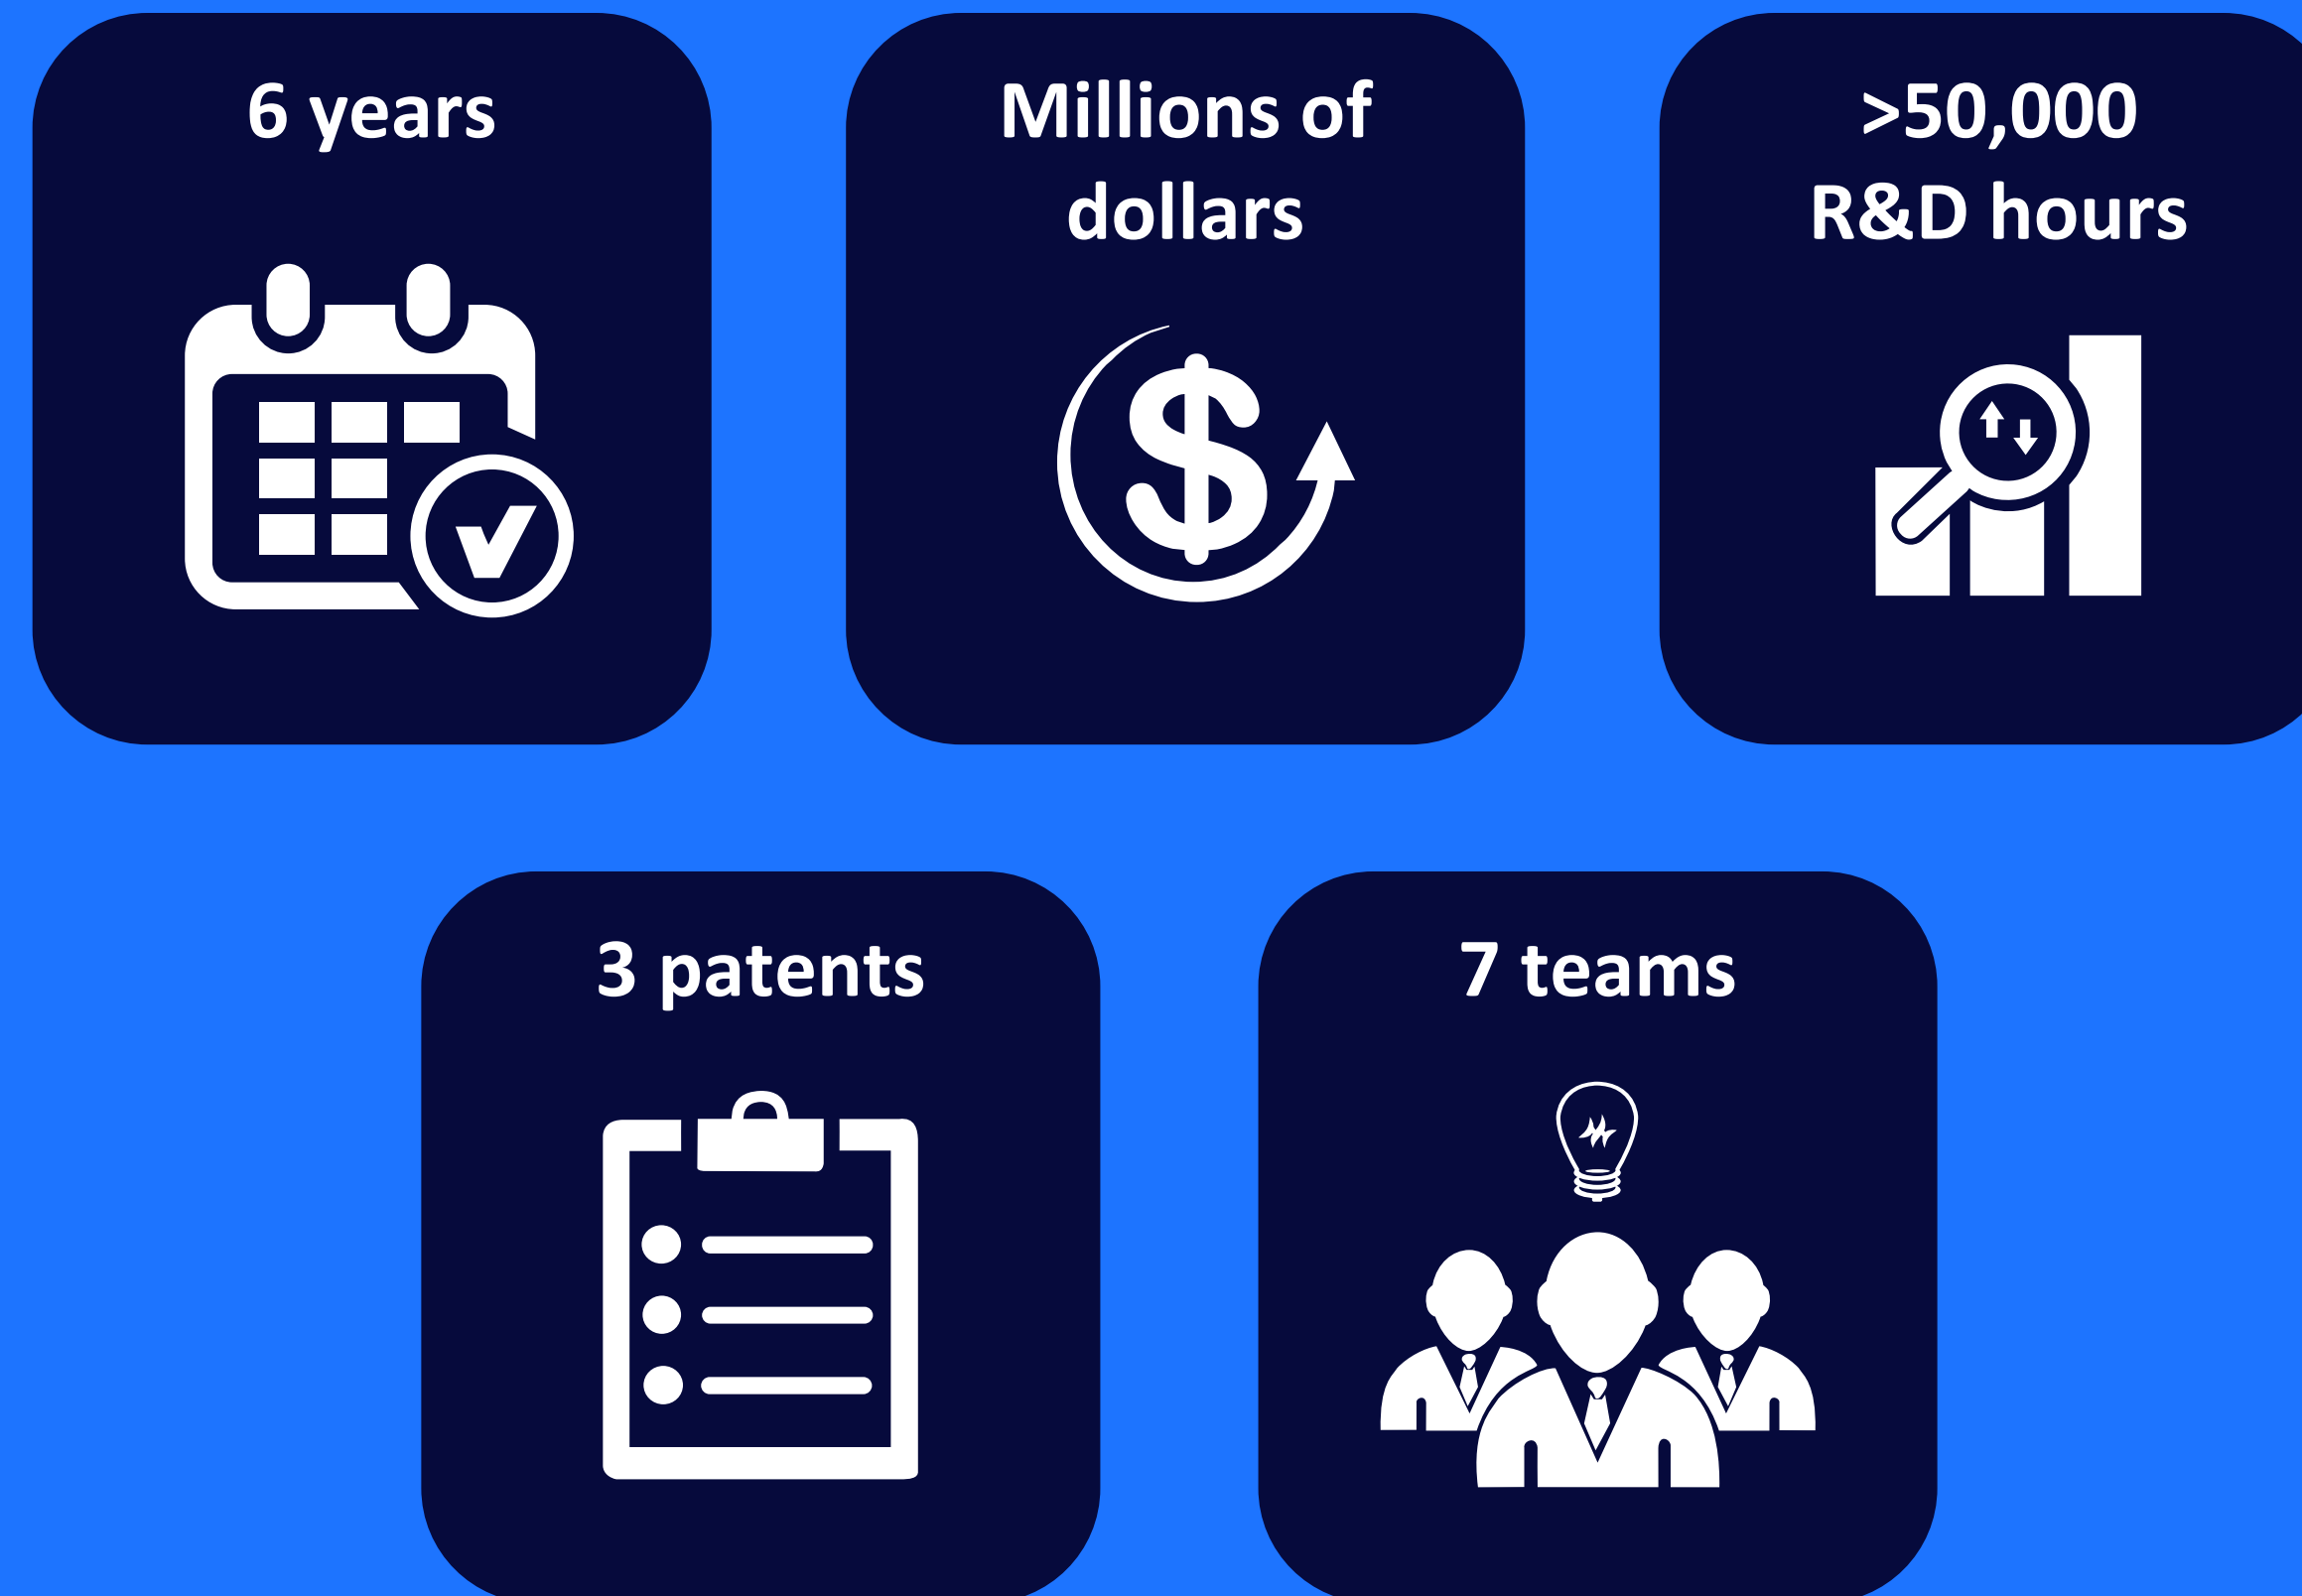 6 years
Millions of
dollars
>50,000
R&D hours
3 patents
7 teams